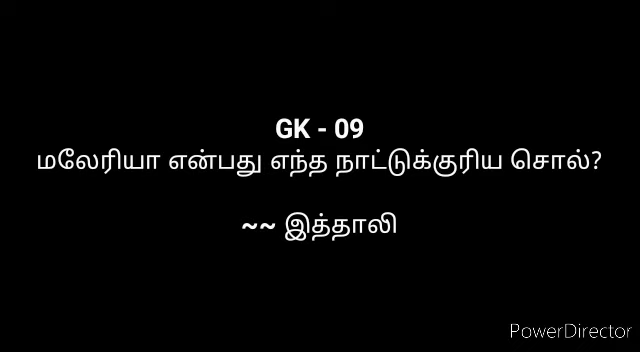 GK - 09
மலேரியா என்பது எந்த நாட்டுக்குரிய சொல்?
~~ இத்தாலி
PowerDirector